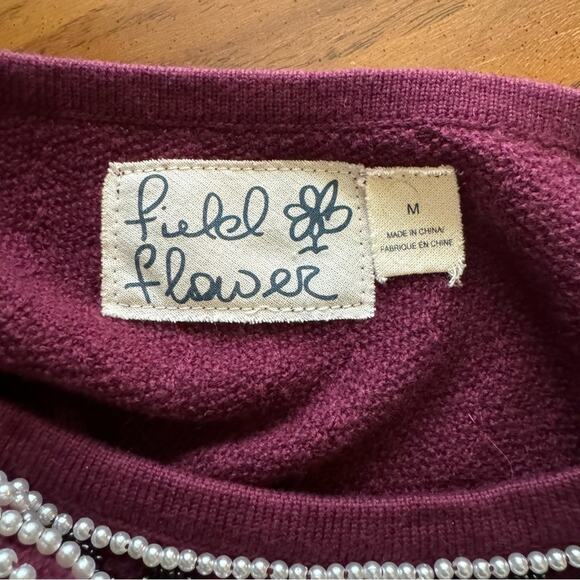 field
flower
M
MADE IN CHINA/
FABRIQUE EN CHINE